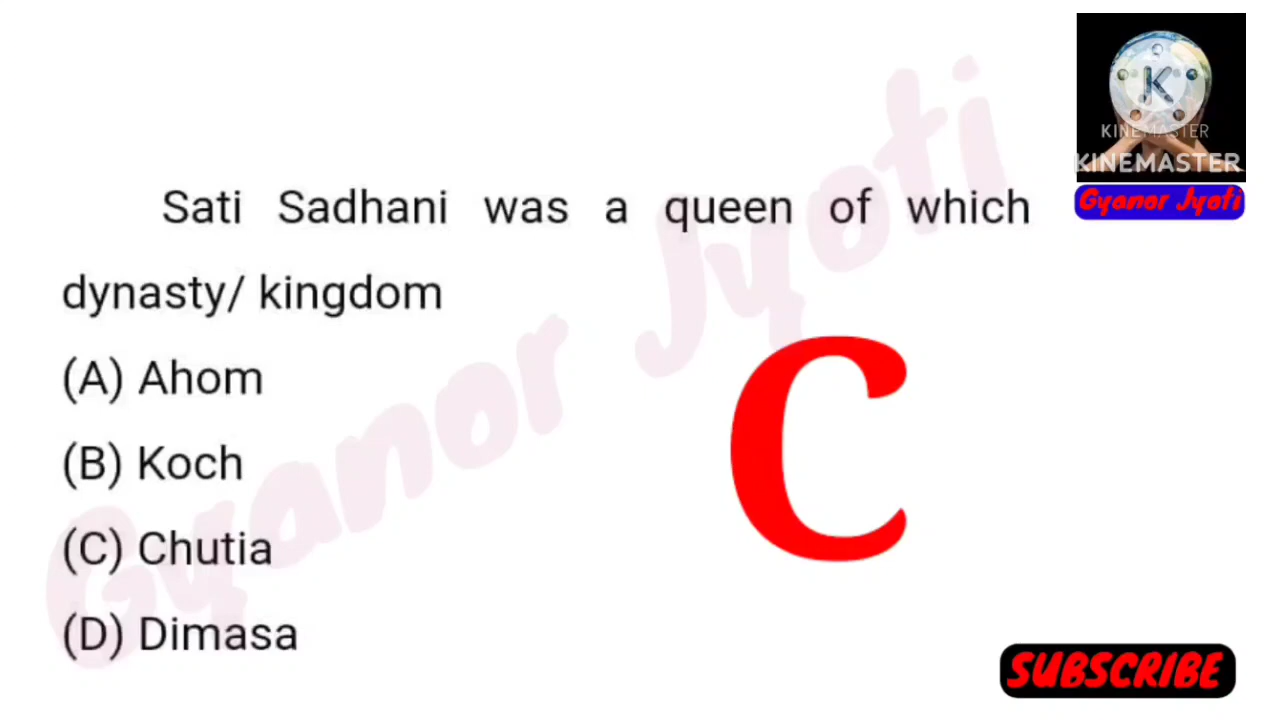 K
KINEMASTER
KINEMASTER
Gyanor Jyoti
Sati Sadhani was a queen of which
dynasty/ kingdom
(A) Ahom
(B) Koch
(C) Chutia
(D) Dimasa
C
Gyanor Jyoti
SUBSCRIBE